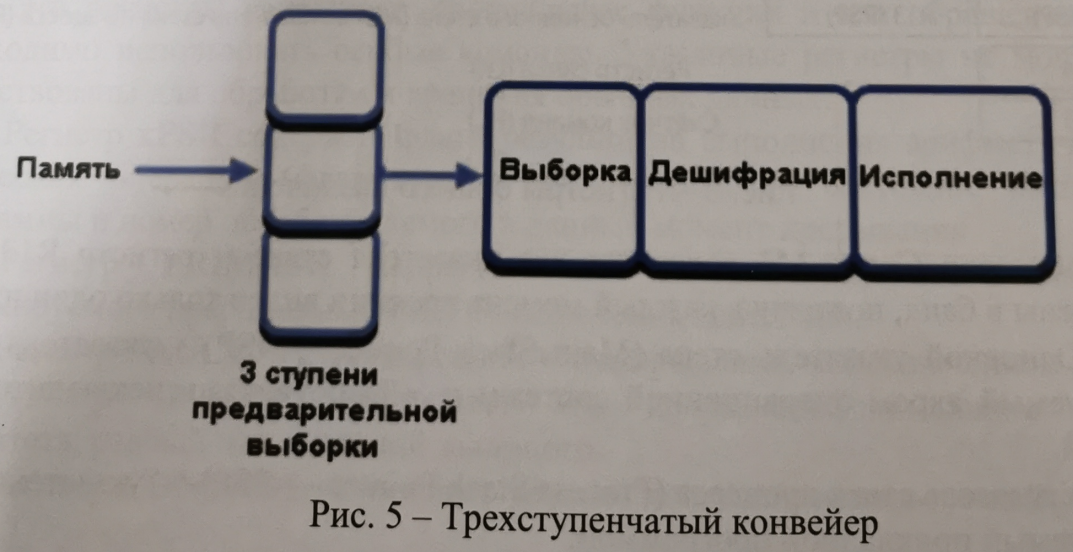 Память
Выборка Дешифрация Исполнение
3 ступени
предварительной
выборки
Рис. 5 – Трехступенчатый конвейер